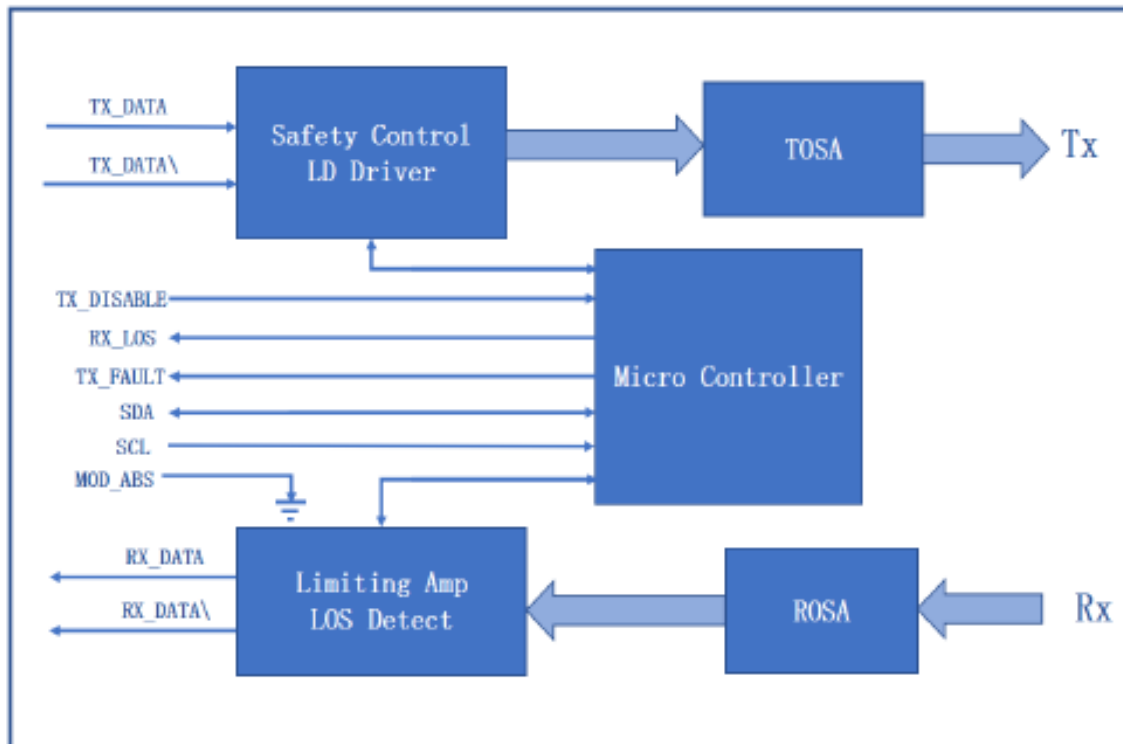 TX_DATA
TX_DATA\
Safety Control
LD Driver
TOSA
Tx
TX_DISABLE
RX_LOS
TX_FAULT
SDA
SCL
MOD_ABS
Micro Controller
RX_DATA
RX_DATA\
Limiting Amp
LOS Detect
ROSA
Rx